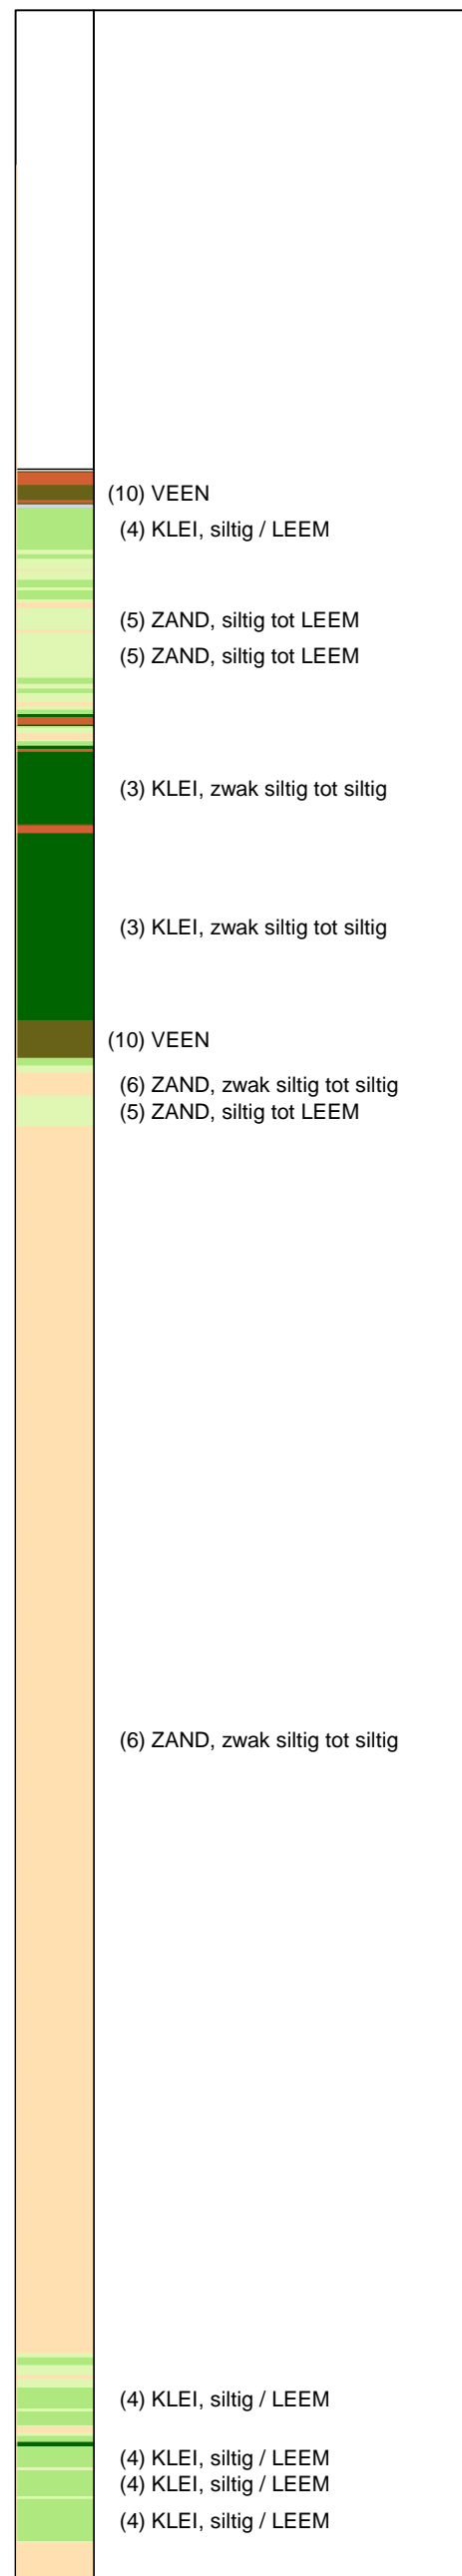 (10) VEEN
(4) KLEI, siltig / LEEM
(5) ZAND, siltig tot LEEM
(5) ZAND, siltig tot LEEM
(3) KLEI, zwak siltig tot siltig
(3) KLEI, zwak siltig tot siltig
(10) VEEN
(6) ZAND, zwak siltig tot siltig
(5) ZAND, siltig tot LEEM
(6) ZAND, zwak siltig tot siltig
(4) KLEI, siltig / LEEM
(4) KLEI, siltig / LEEM
(4) KLEI, siltig / LEEM
(4) KLEI, siltig / LEEM